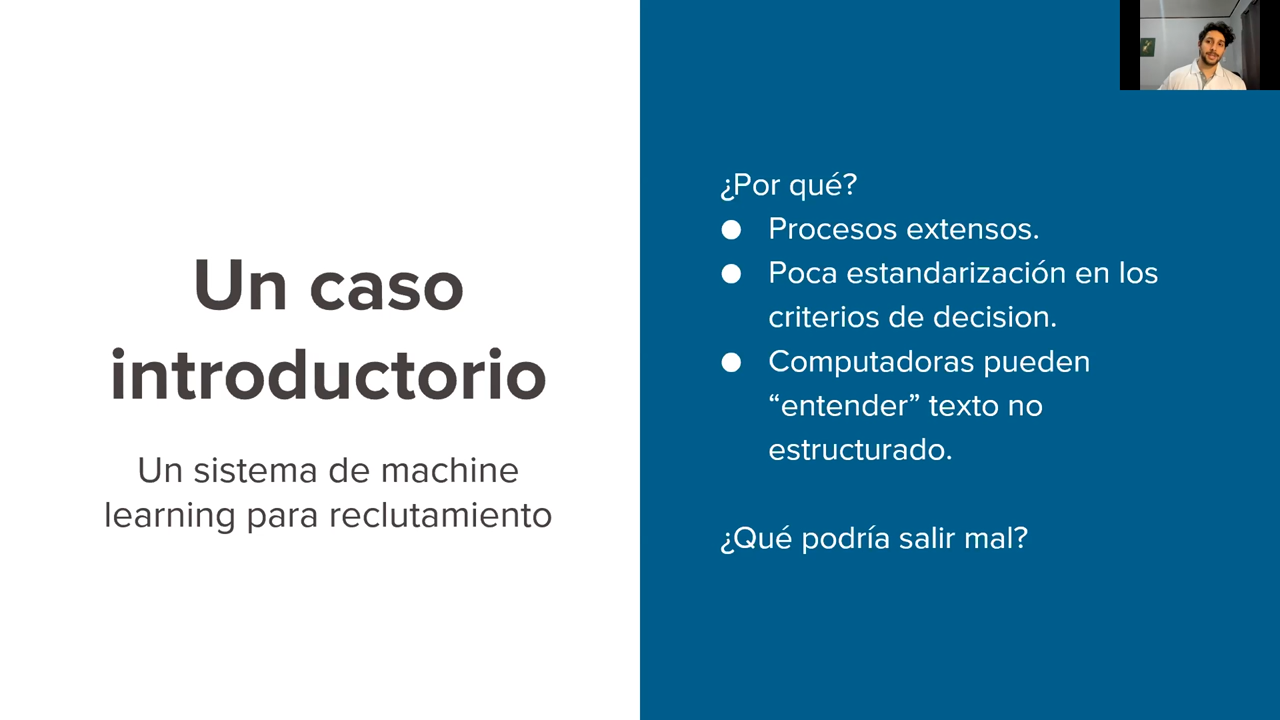 Un caso
introductorio
Un sistema de machine
learning para reclutamiento
¿Por qué?
● Procesos extensos.
● Poca estandarización en los
criterios de decision.
● Computadoras pueden
“entender” texto no
estructurado.
¿Qué podría salir mal?